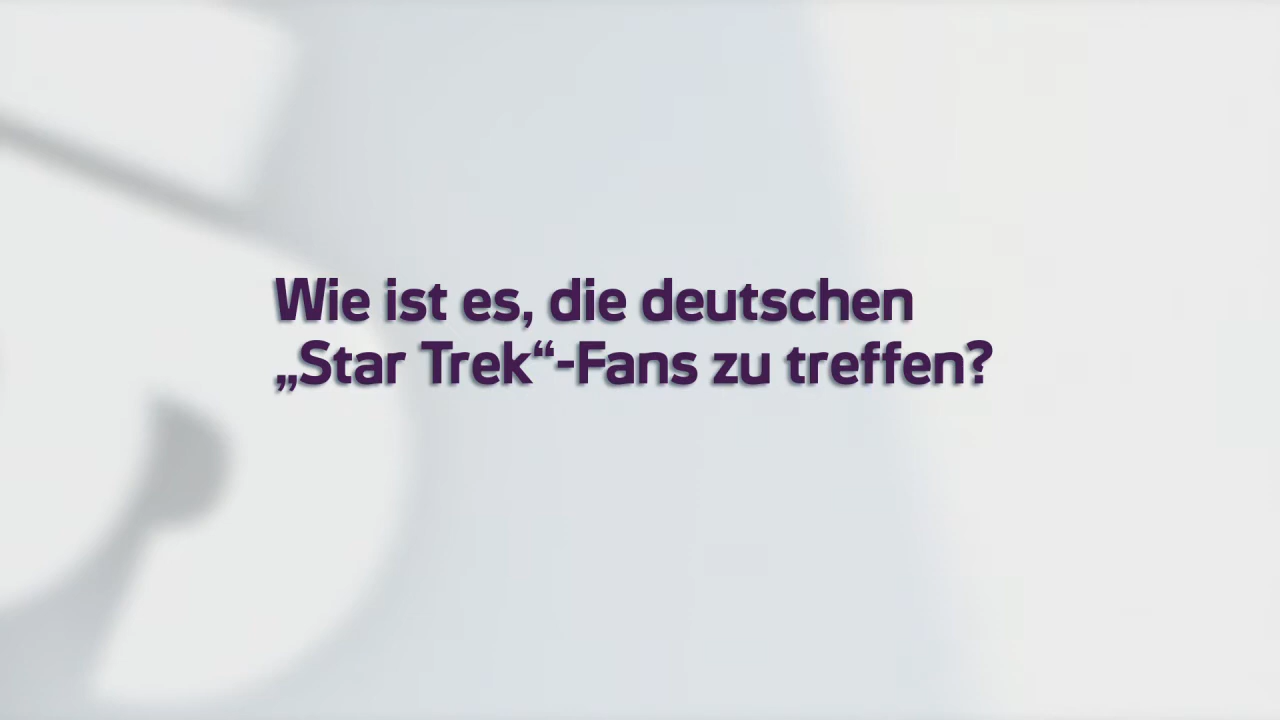 Wie ist es, die deutschen
„Star Trek“-Fans zu treffen?